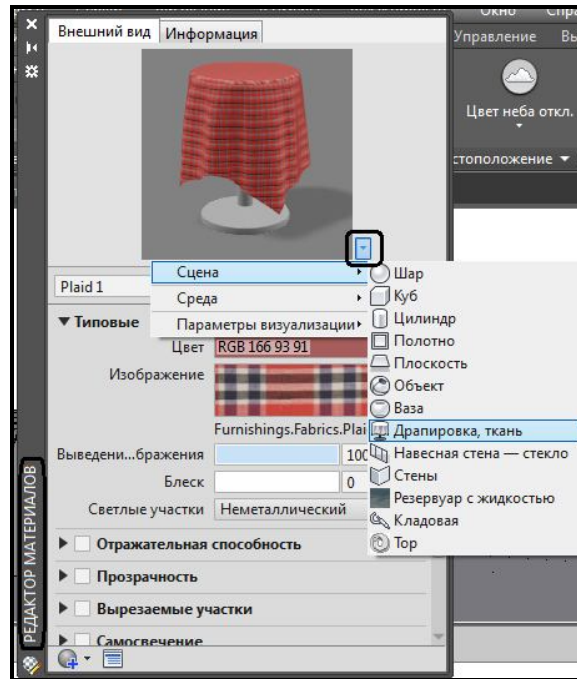 Окно Спра
Внешний вид Информация
Управление Вы
Цвет неба откл.
стоположение
Сцена
Plaid 1
Среда
Параметры визуализации
Типовые
Цвет RGB 166 93 91
Изображение
Furnishings.Fabrics.Plai
Выведени...бражения 100
Блеск 0
Светлые участки Неметаллический
Отражательная способность
Прозрачность
Вырезаемые участки
Самосвечение
Шар
Куб
Цилиндр
Полотно
Плоскость
Объект
Ваза
Драпировка, ткань
Навесная стена — стекло
Стены
Резервуар с жидкостью
Кладовая
Тор
РЕДАКТОР МАТЕРИАЛОВ